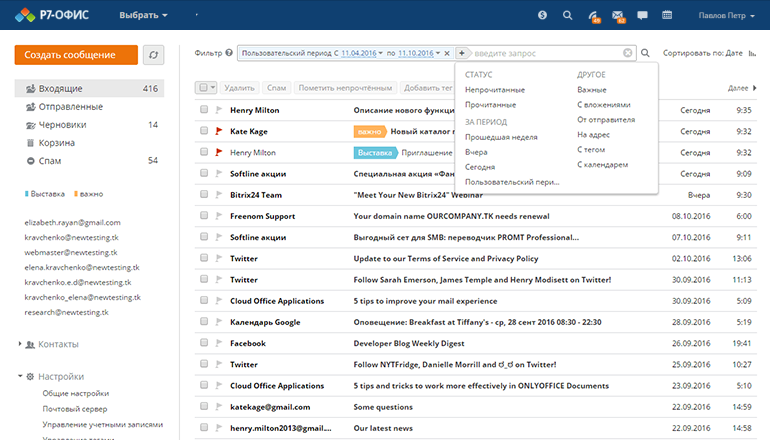 Р7-ОФИС Выбрать 49 62 Павлов Петр
Создать сообщение
Входящие 416
Отправленные
Черновики 14
Корзина
Спам 54
Выставка важно
elizabeth.rayan@gmail.com
kravchenko@newtesting.tk
webmaster@newtesting.tk
elena.kravchenko@newtesting.tk
kravchenko.e.d@newtesting.tk
kravchenko_elena@newtesting.tk
research@newtesting.tk
Контакты
Настройки
Общие настройки
Почтовый сервер
Управление учетными записями
Управление тегами
Фильтр ? Пользовательский период С 11.04.2016 по 11.10.2016 × + введите запрос Сортировать по: Дате
Удалить Спам Пометить непрочтённым Добавить тег Далее
СТАТУС
Непрочитанные
Прочитанные
ЗА ПЕРИОД
Прошедшая неделя
Вчера
Сегодня
Пользовательский пери...
ДРУГОЕ
Важные
С вложениями
От отправителя
На адрес
С тегом
С календарем
Henry Milton Описание нового функци Сегодня 9:35
Kate Kage важно Новый каталог Сегодня 9:32
Henry Milton Выставка Приглашение Сегодня 9:32
Softline акции Специальная акция «Фан Сегодня 9:09
Bitrix24 Team "Meet Your New Bitrix24" Webinar Вчера 9:30
Freenom Support Your domain name OURCOMPANY.TK needs renewal 08.10.2016 6:00
Softline акции Выгодный сет для SMB: переводчик PROMT Professional... 07.10.2016 9:11
Twitter Update to our Terms of Service and Privacy Policy 02.10.2016 13:06
Twitter Follow Sarah Emerson, James Temple and Henry Modisett on Twitter! 30.09.2016 11:13
Cloud Office Applications 5 tips to improve your mail experience 30.09.2016 5:09
Календарь Google Оповещение: Breakfast at Tiffany's - ср, 28 сент 2016 08:30 - 22:30 28.09.2016 5:19
Facebook Developer Blog Weekly Digest 26.09.2016 19:41
Twitter Follow NYTFridge, Danielle Morrill and ಠ_ಠ on Twitter! 25.09.2016 10:27
Cloud Office Applications 5 tips and tricks to work more effectively in ONLYOFFICE Documents 23.09.2016 5:10
katekage@gmail.com Some questions 22.09.2016 14:59
henry.milton2013@gmail.... Our latest news 22.09.2016 14:58